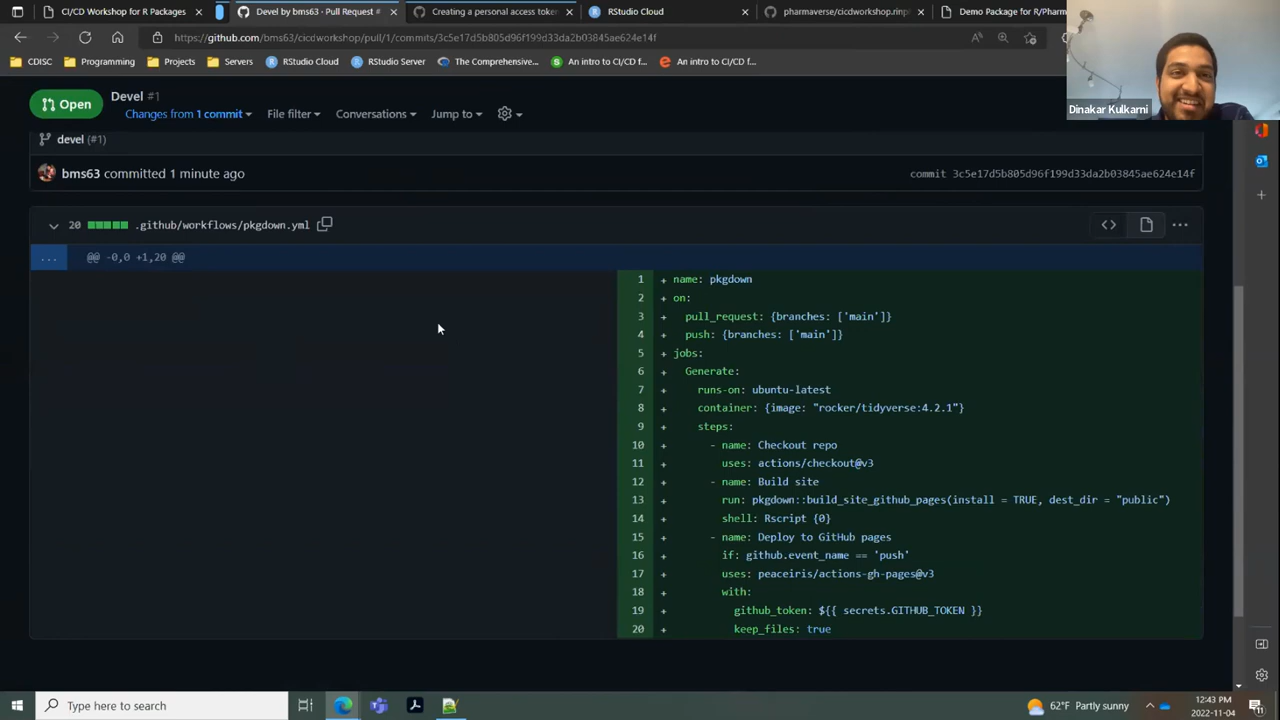 CI/CD Workshop for R Packages
Devel by bms63 · Pull Request #
Creating a personal access token
RStudio Cloud
pharmaverse/cicdworkshop.rinph
Demo Package for R/Pharm
https://github.com/bms63/cicdworkshop/pull/1/commits/3c5e17d5b805d96f199d33da2b03845ae624e14f
CDISC
Programming
Projects
Servers
RStudio Cloud
RStudio Server
The Comprehensive...
An intro to CI/CD f...
An intro to CI/CD f...
Dinakar Kulkarni
Open
Devel #1
Changes from 1 commit
File filter
Conversations
Jump to
devel (#1)
bms63 committed 1 minute ago
commit 3c5e17d5b805d96f199d33da2b03845ae624e14f
20 .github/workflows/pkgdown.yml
... @@ -0,0 +1,20 @@
1 + name: pkgdown
2 + on:
3 + pull_request: {branches: ['main']}
4 + push: {branches: ['main']}
5 + jobs:
6 + Generate:
7 + runs-on: ubuntu-latest
8 + container: {image: "rocker/tidyverse:4.2.1"}
9 + steps:
10 + - name: Checkout repo
11 + uses: actions/checkout@v3
12 + - name: Build site
13 + run: pkgdown::build_site_github_pages(install = TRUE, dest_dir = "public")
14 + shell: Rscript {0}
15 + - name: Deploy to GitHub pages
16 + if: github.event_name == 'push'
17 + uses: peaceiris/actions-gh-pages@v3
18 + with:
19 + github_token: ${{ secrets.GITHUB_TOKEN }}
20 + keep_files: true
Type here to search
62°F Partly sunny
12:43 PM
2022-11-04
11